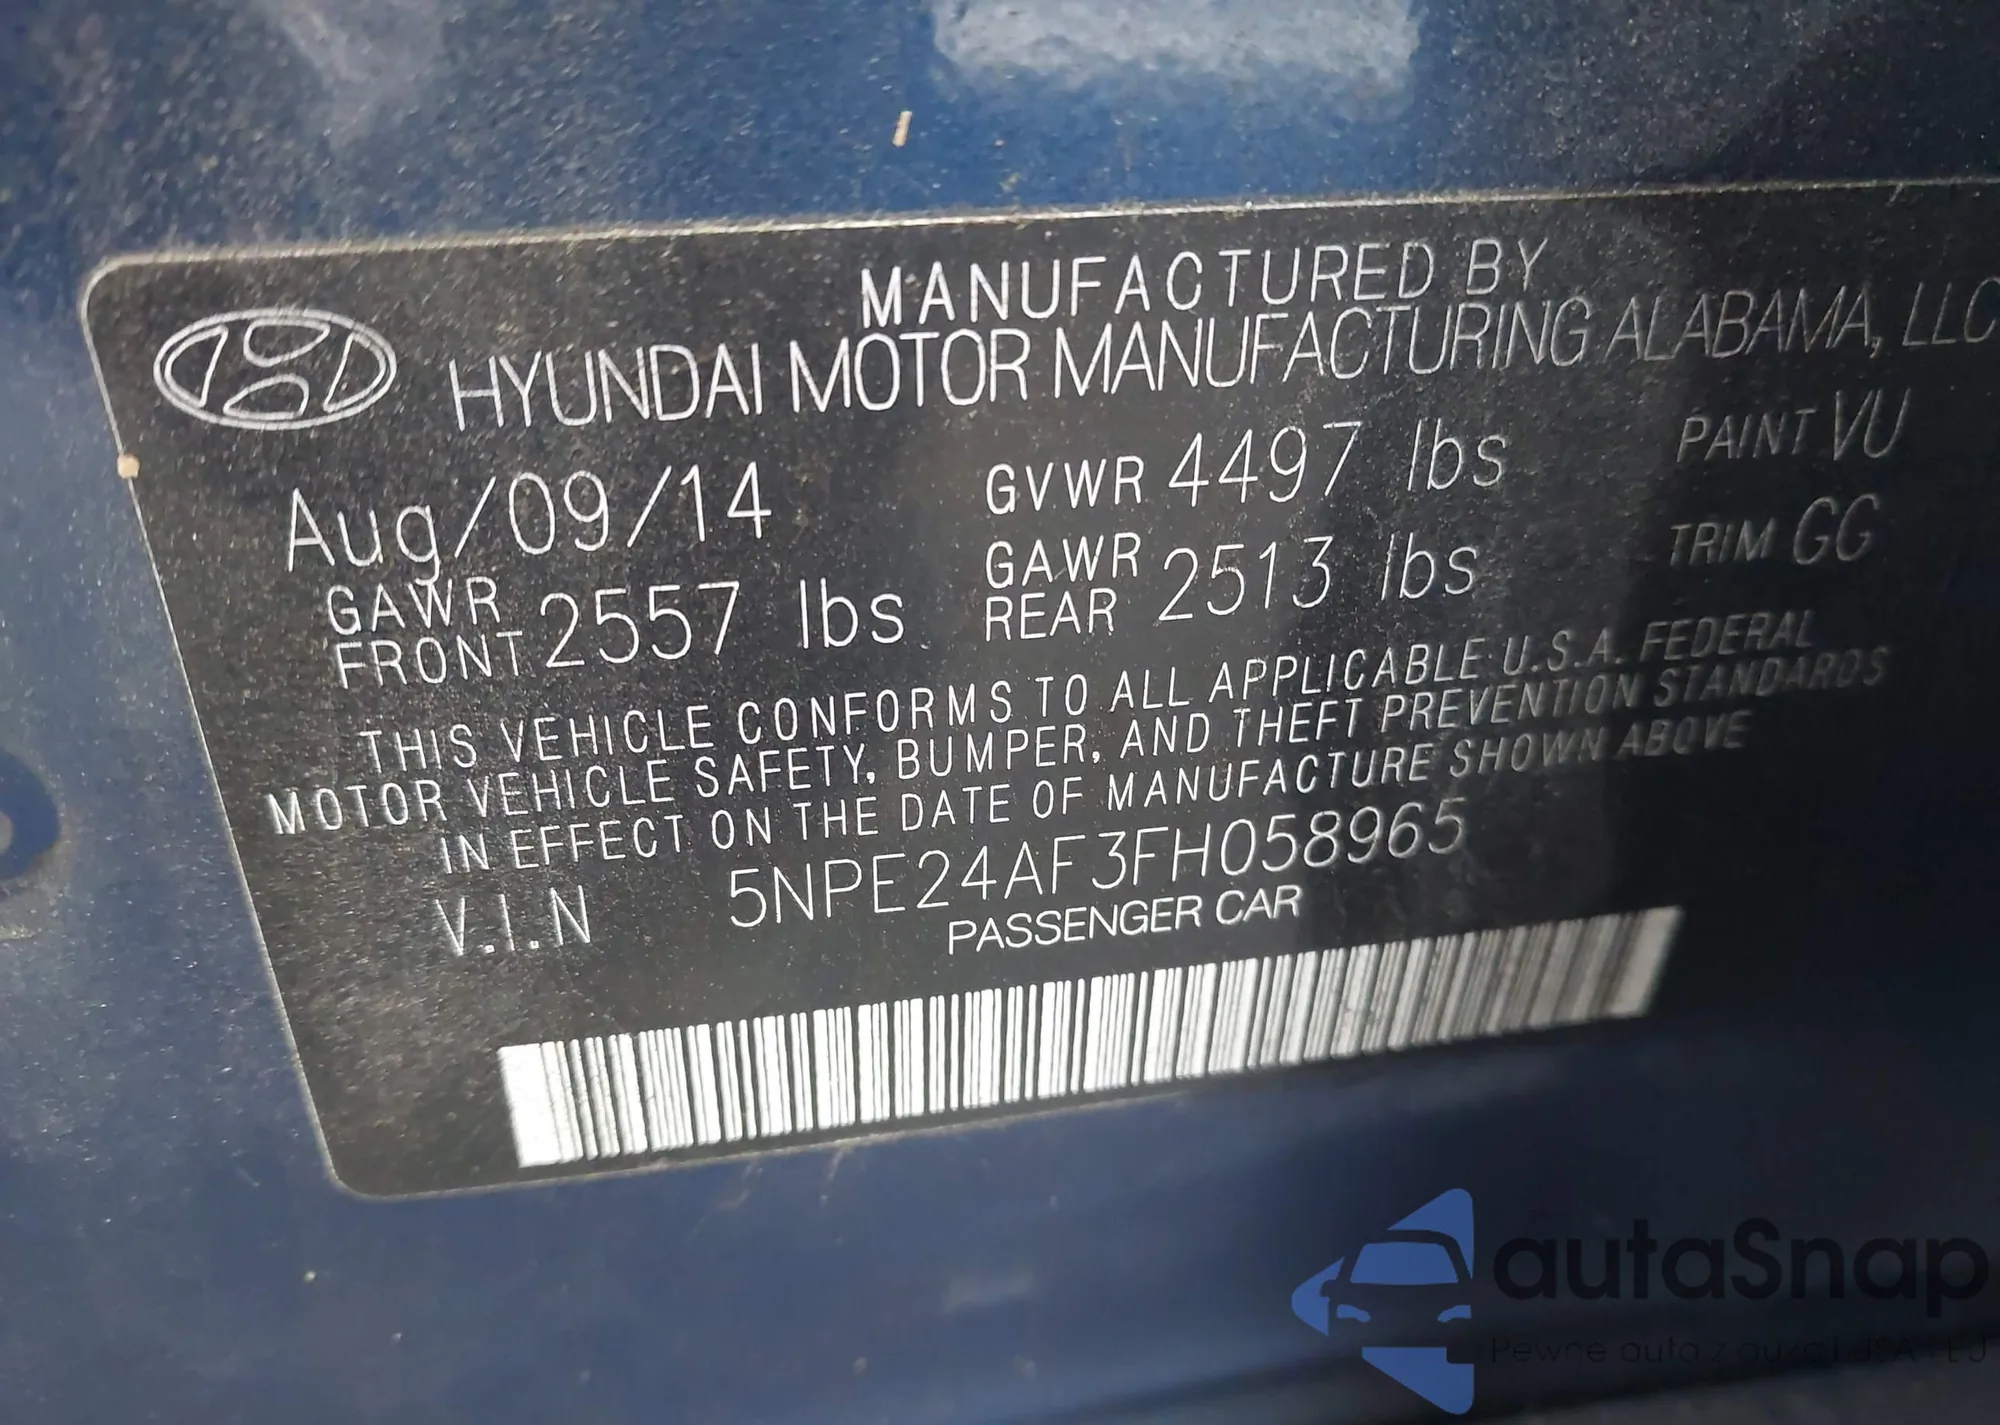 MANUFACTURED BY
HYUNDAI MOTOR MANUFACTURING ALABAMA, LLC
Aug/09/14 GVWR 4497 lbs PAINT VU
GAWR FRONT 2557 lbs GAWR REAR 2513 lbs TRIM GG
THIS VEHICLE CONFORMS TO ALL APPLICABLE U.S.A. FEDERAL
MOTOR VEHICLE SAFETY, BUMPER, AND THEFT PREVENTION STANDARDS
IN EFFECT ON THE DATE OF MANUFACTURE SHOWN ABOVE
V.I.N 5NPE24AF3FH058965
PASSENGER CAR
autaSnap
Pewne auto z